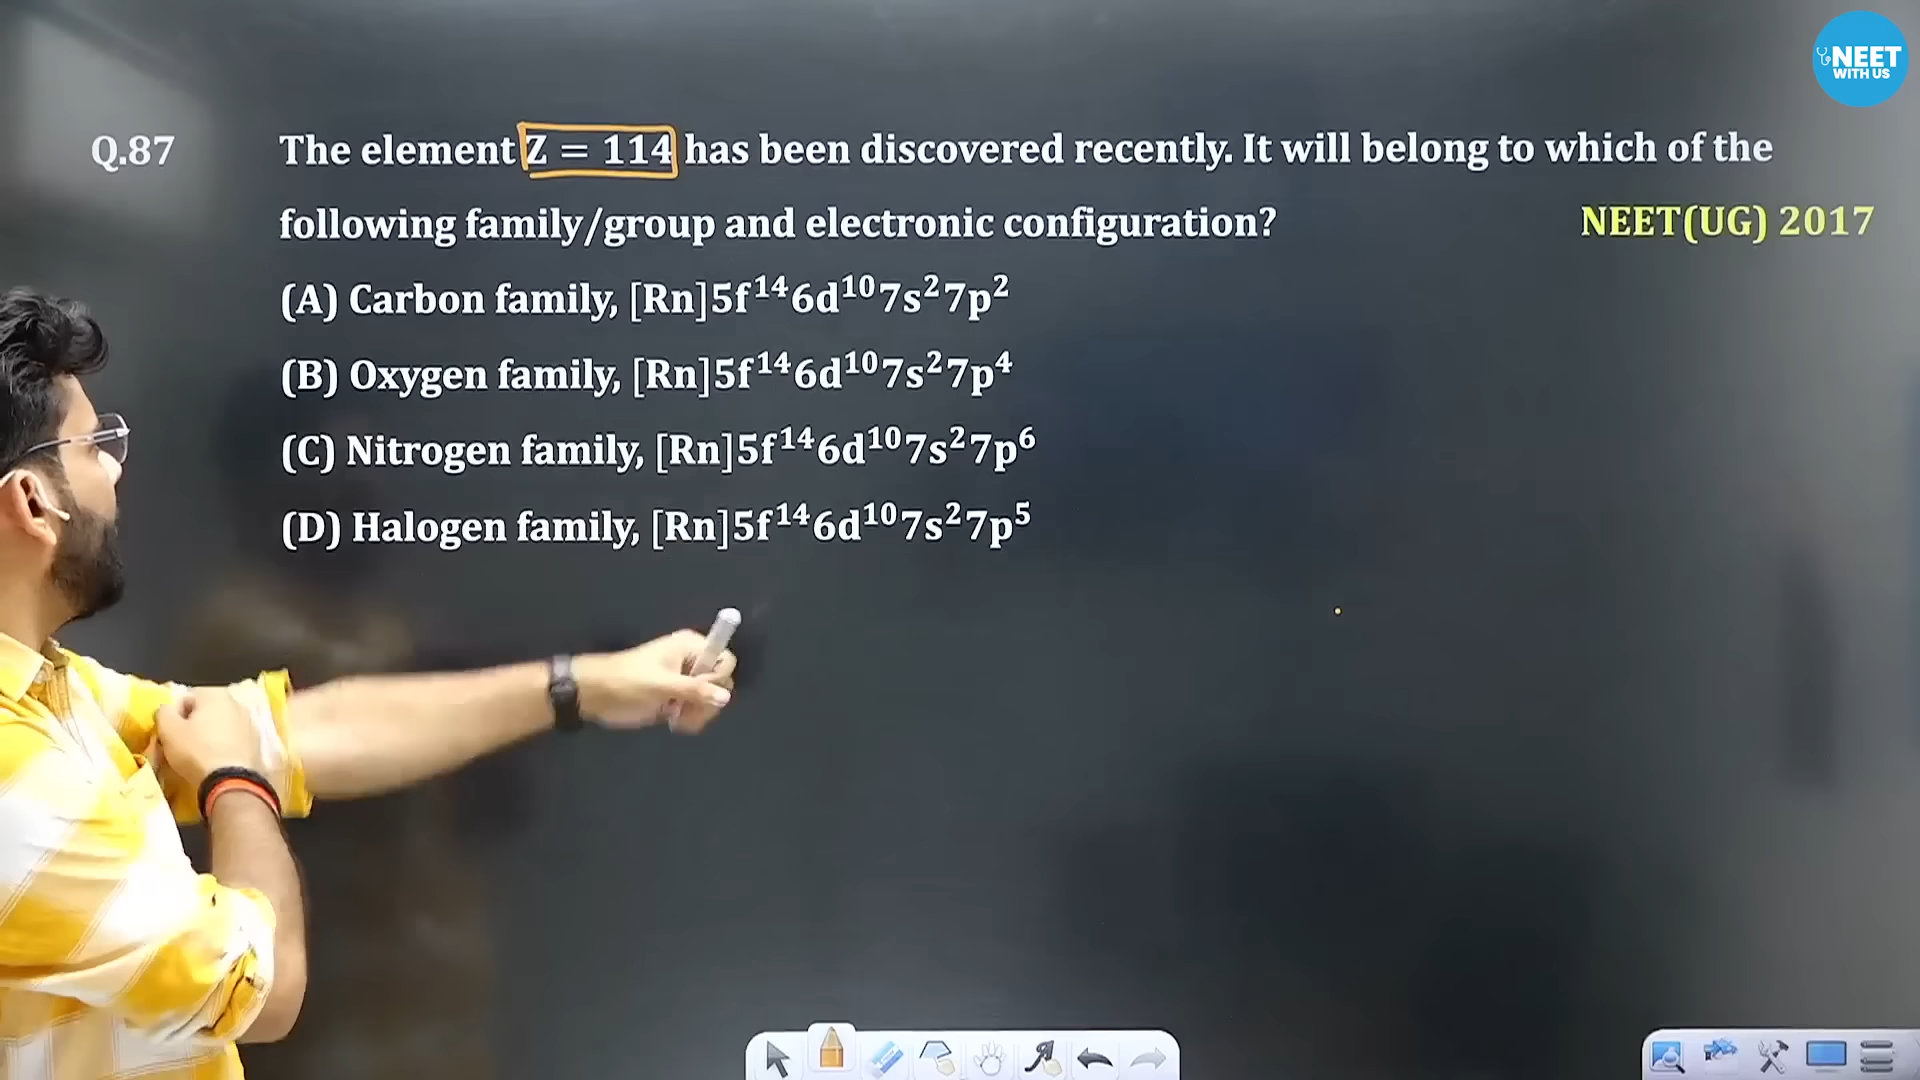 NEET
WITH US
Q.87 The element Z = 114 has been discovered recently. It will belong to which of the
following family/group and electronic configuration? NEET(UG) 2017
(A) Carbon family, [Rn]5f¹⁴6d¹⁰7s²7p²
(B) Oxygen family, [Rn]5f¹⁴6d¹⁰7s²7p⁴
(C) Nitrogen family, [Rn]5f¹⁴6d¹⁰7s²7p⁶
(D) Halogen family, [Rn]5f¹⁴6d¹⁰7s²7p⁵